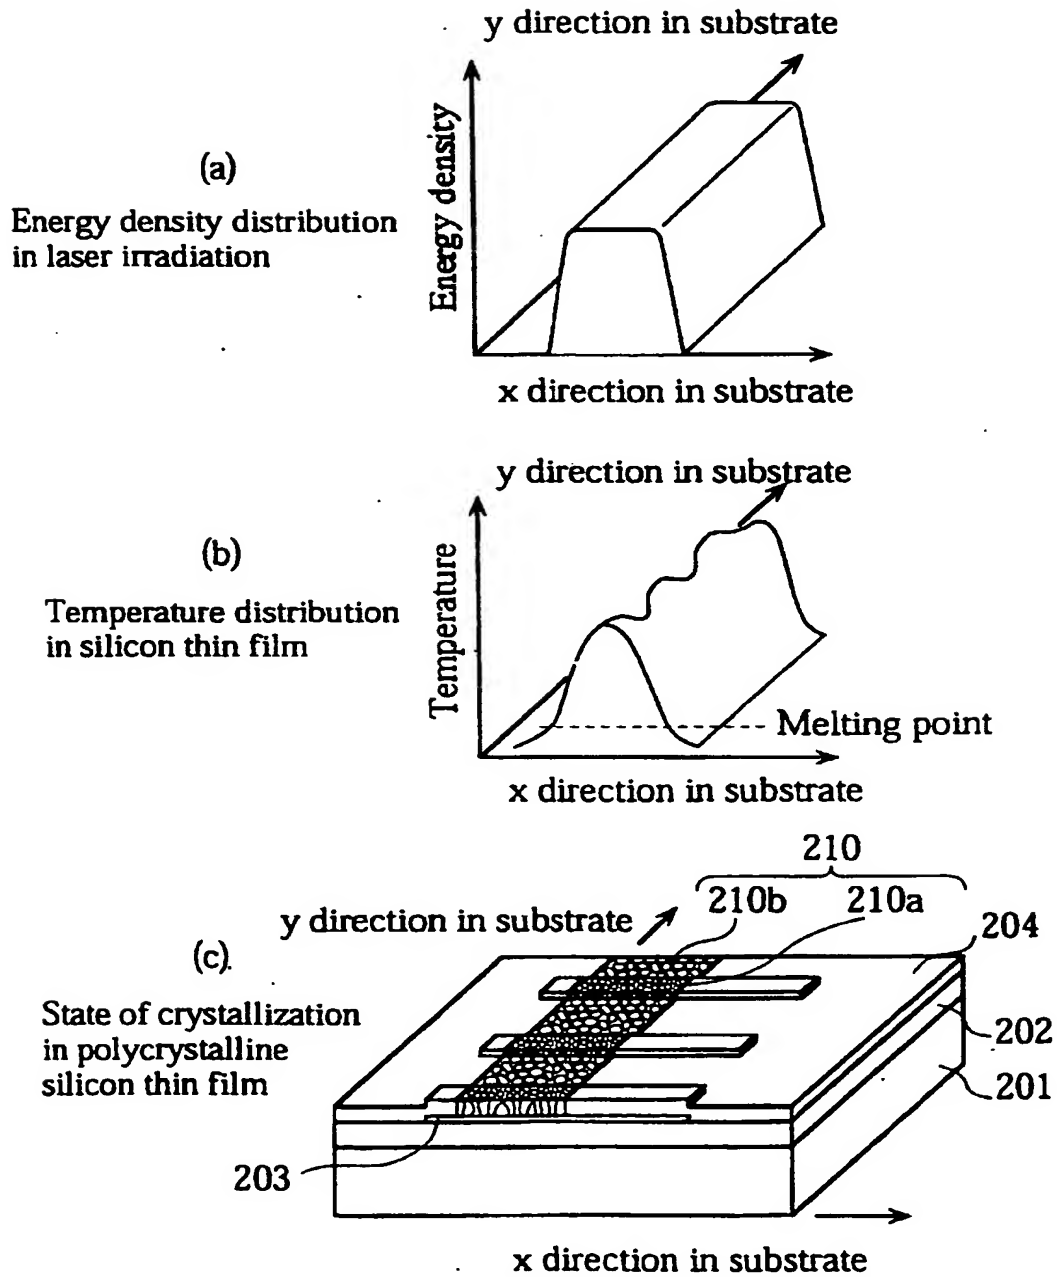 y direction in substrate
Energy density
(a)
Energy density distribution
in laser irradiation
x direction in substrate
y direction in substrate
Temperature
(b)
Temperature distribution
in silicon thin film
Melting point
x direction in substrate
210
210b
210a
y direction in substrate
204
(c).
State of crystallization
in polycrystalline
silicon thin film
202
201
203
x direction in substrate